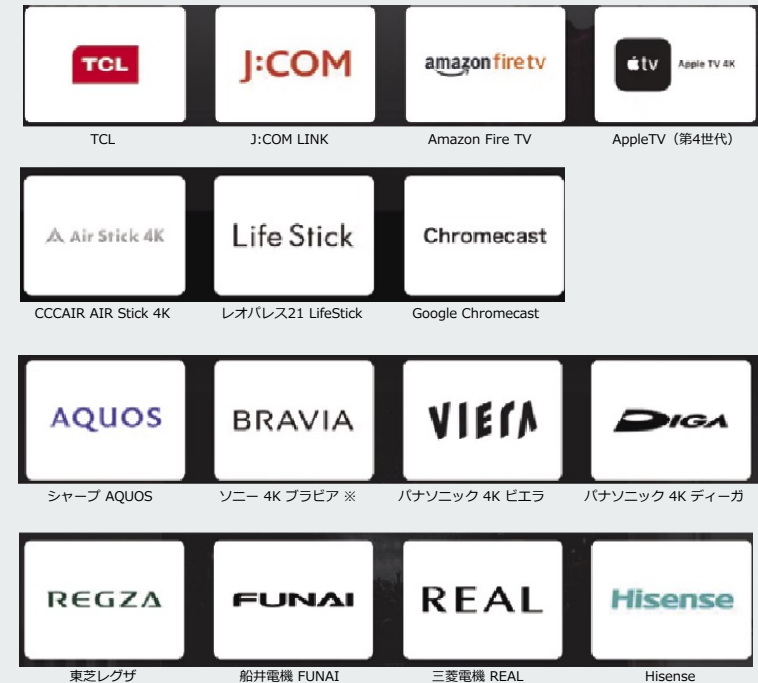 TCL
J:COM
amazon firetv
tv Apple TV 4K
TCL
J:COM LINK
Amazon Fire TV
AppleTV（第4世代）
Air Stick 4K
Life Stick
Chromecast
CCCAIR AIR Stick 4K
レオパレス21 LifeStick
Google Chromecast
AQUOS
BRAVIA
VIERA
DIGA
シャープ AQUOS
ソニー 4K ブラビア ※
パナソニック 4K ビエラ
パナソニック 4K ディーガ
REGZA
FUNAI
REAL
Hisense
東芝レグザ
船井電機 FUNAI
三菱電機 REAL
Hisense